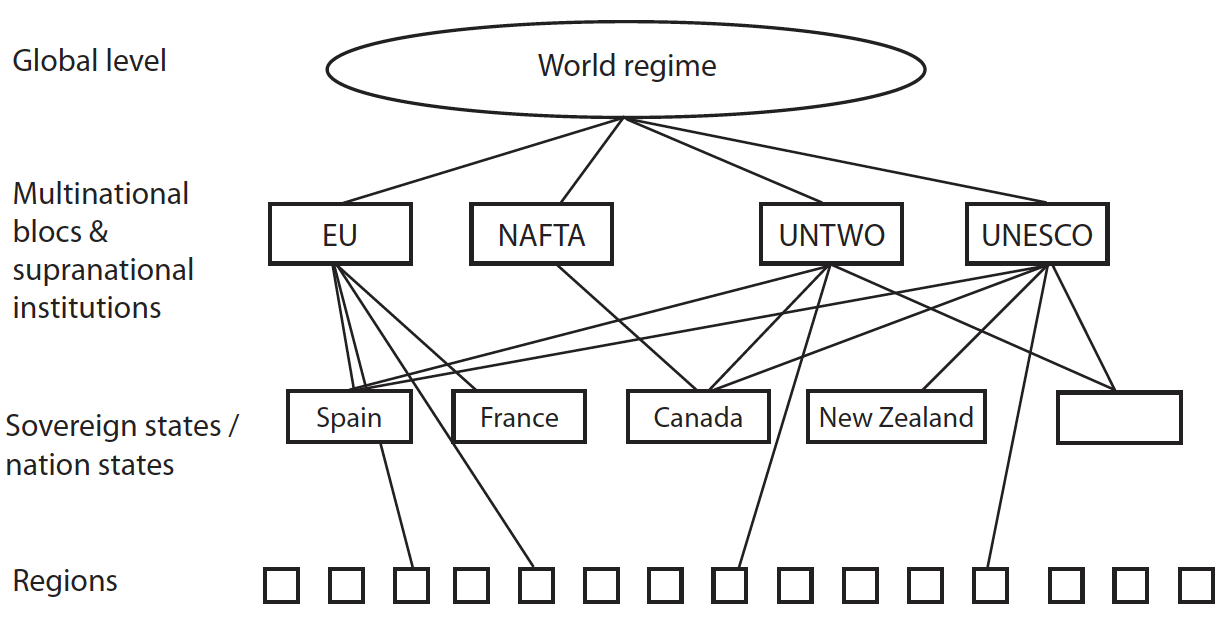 Global level
World regime
Multinational
blocs &
supranational
institutions
EU
NAFTA
UNTWO
UNESCO
Sovereign states /
nation states
Spain
France
Canada
New Zealand
Regions